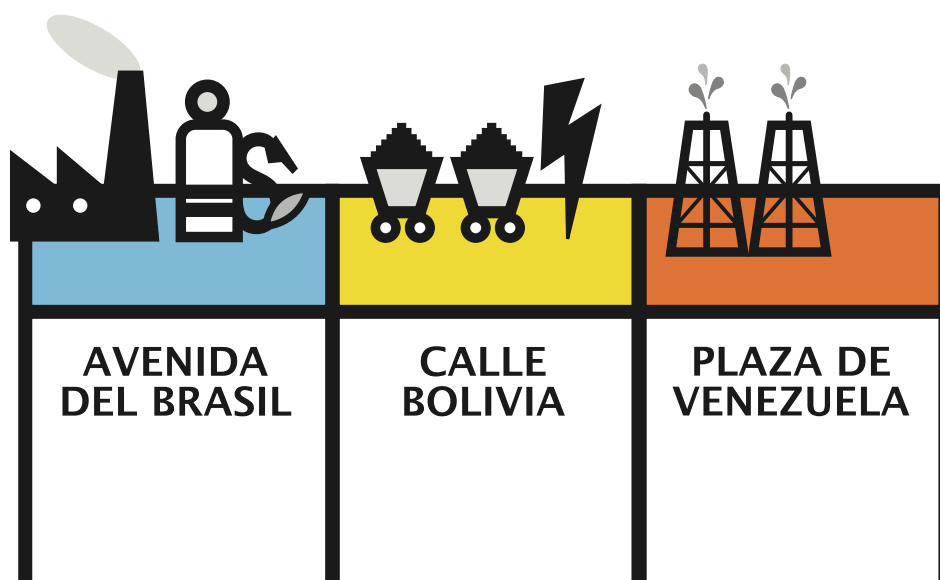 AVENIDA
DEL BRASIL
CALLE
BOLIVIA
PLAZA DE
VENEZUELA